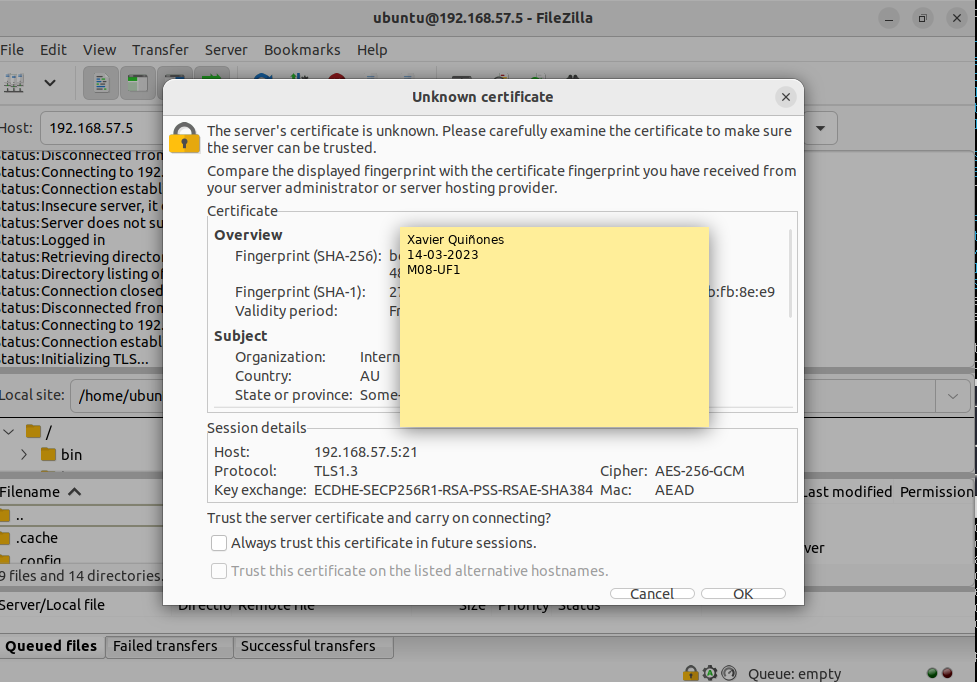 ubuntu@192.168.57.5 - FileZilla
File Edit View Transfer Server Bookmarks Help
Host: 192.168.57.5
Status: Disconnected from
Status: Connecting to 192.
Status: Connection establ
Status: Insecure server, it
Status: Server does not su
Status: Logged in
Status: Retrieving director
Status: Directory listing of
Status: Connection closed
Status: Disconnected from
Status: Connecting to 192.
Status: Connection establ
Status: Initializing TLS...
Local site: /home/ubun
/
bin
Filename
Last modified Permission
..
.cache
.config
9 files and 14 directories.
Server/Local file Directio Remote file Size Priority Status
Queued files Failed transfers Successful transfers
Queue: empty
Unknown certificate
The server's certificate is unknown. Please carefully examine the certificate to make sure
the server can be trusted.
Compare the displayed fingerprint with the certificate fingerprint you have received from
your server administrator or server hosting provider.
Certificate
Overview
Fingerprint (SHA-256):
48
Fingerprint (SHA-1): 27 b:fb:8e:e9
Validity period: Fr
Subject
Organization: Intern
Country: AU
State or province: Some-
Xavier Quiñones
14-03-2023
M08-UF1
Session details
Host: 192.168.57.5:21
Protocol: TLS1.3 Cipher: AES-256-GCM
Key exchange: ECDHE-SECP256R1-RSA-PSS-RSAE-SHA384 Mac: AEAD
Trust the server certificate and carry on connecting?
Always trust this certificate in future sessions.
Trust this certificate on the listed alternative hostnames.
Cancel OK